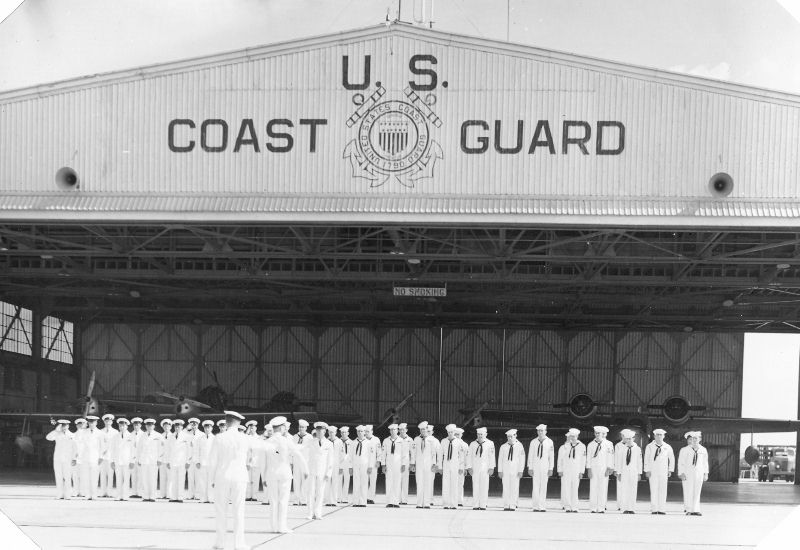 U. S.
COAST GUARD
UNITED STATES COAST GUARD 1790
NO SMOKING